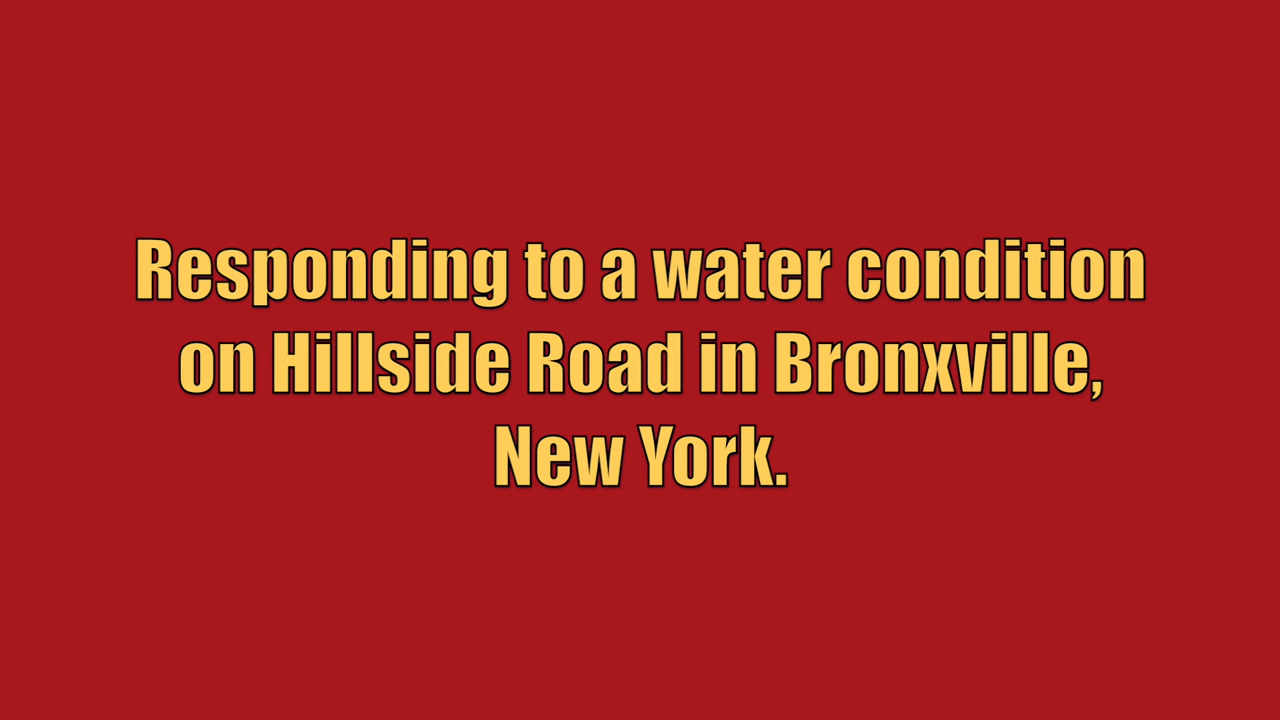 Responding to a water condition
on Hillside Road in Bronxville,
New York.